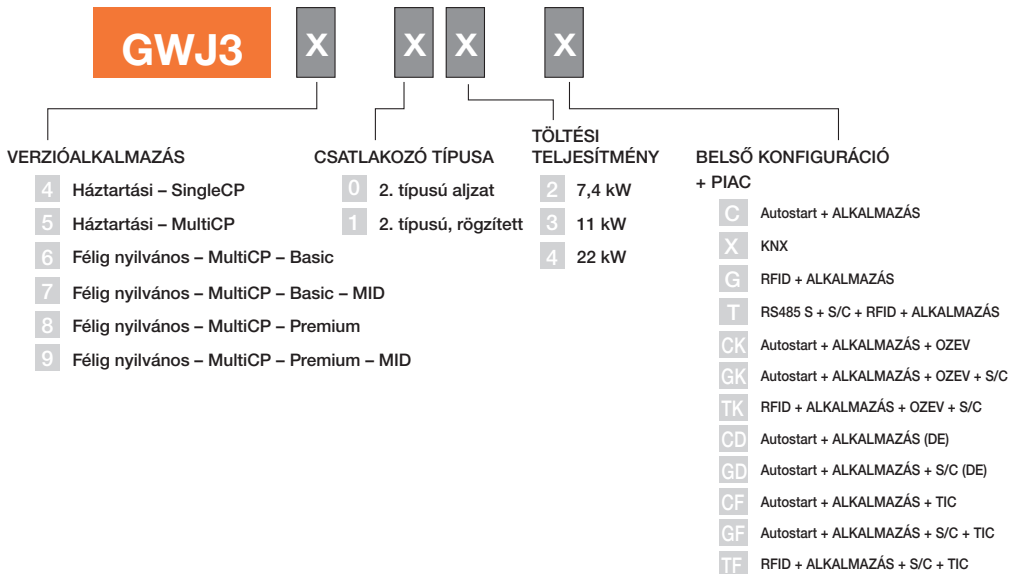 GWJ3 X X X X
VERZIÓALKALMAZÁS
4 Háztartási – SingleCP
5 Háztartási – MultiCP
6 Félig nyilvános – MultiCP – Basic
7 Félig nyilvános – MultiCP – Basic – MID
8 Félig nyilvános – MultiCP – Premium
9 Félig nyilvános – MultiCP – Premium – MID
CSATLAKOZÓ TÍPUSA
0 2. típusú aljzat
1 2. típusú, rögzített
TÖLTÉSI
TELJESÍTMÉNY
2 7,4 kW
3 11 kW
4 22 kW
BELSŐ KONFIGURÁCIÓ
+ PIAC
C Autostart + ALKALMAZÁS
X KNX
G RFID + ALKALMAZÁS
T RS485 S + S/C + RFID + ALKALMAZÁS
CK Autostart + ALKALMAZÁS + OZEV
GK Autostart + ALKALMAZÁS + OZEV + S/C
TK RFID + ALKALMAZÁS + OZEV + S/C
CD Autostart + ALKALMAZÁS (DE)
GD Autostart + ALKALMAZÁS + S/C (DE)
CF Autostart + ALKALMAZÁS + TIC
GF Autostart + ALKALMAZÁS + S/C + TIC
TF RFID + ALKALMAZÁS + S/C + TIC